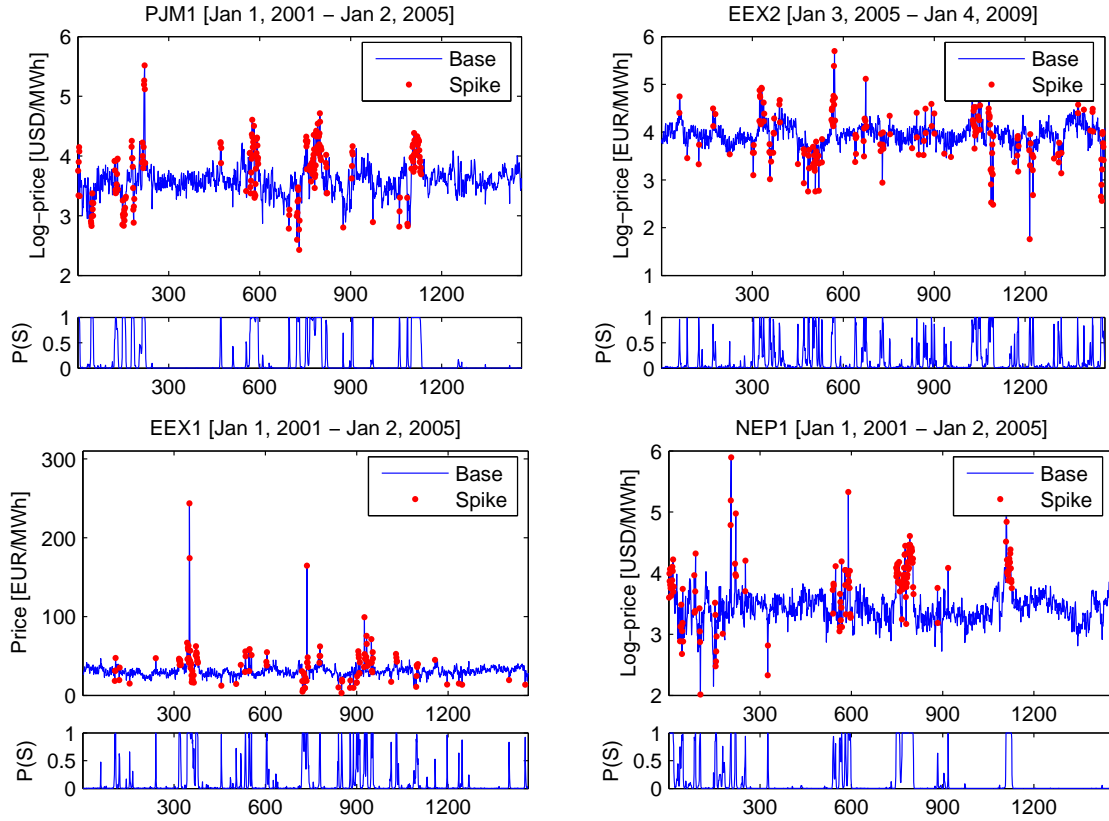 PJM1 [Jan 1, 2001 − Jan 2, 2005]
Log−price [USD/MWh]
6
5
4
3
2
Base
Spike
300 600 900 1200
P(S)
1
0.5
0
300 600 900 1200
EEX2 [Jan 3, 2005 − Jan 4, 2009]
Log−price [EUR/MWh]
6
5
4
3
2
1
Base
Spike
300 600 900 1200
P(S)
1
0.5
0
300 600 900 1200
EEX1 [Jan 1, 2001 − Jan 2, 2005]
Price [EUR/MWh]
300
200
100
0
Base
Spike
300 600 900 1200
P(S)
1
0.5
0
300 600 900 1200
NEP1 [Jan 1, 2001 − Jan 2, 2005]
Log−price [USD/MWh]
6
5
4
3
2
Base
Spike
300 600 900 1200
P(S)
1
0.5
0
300 600 900 1200